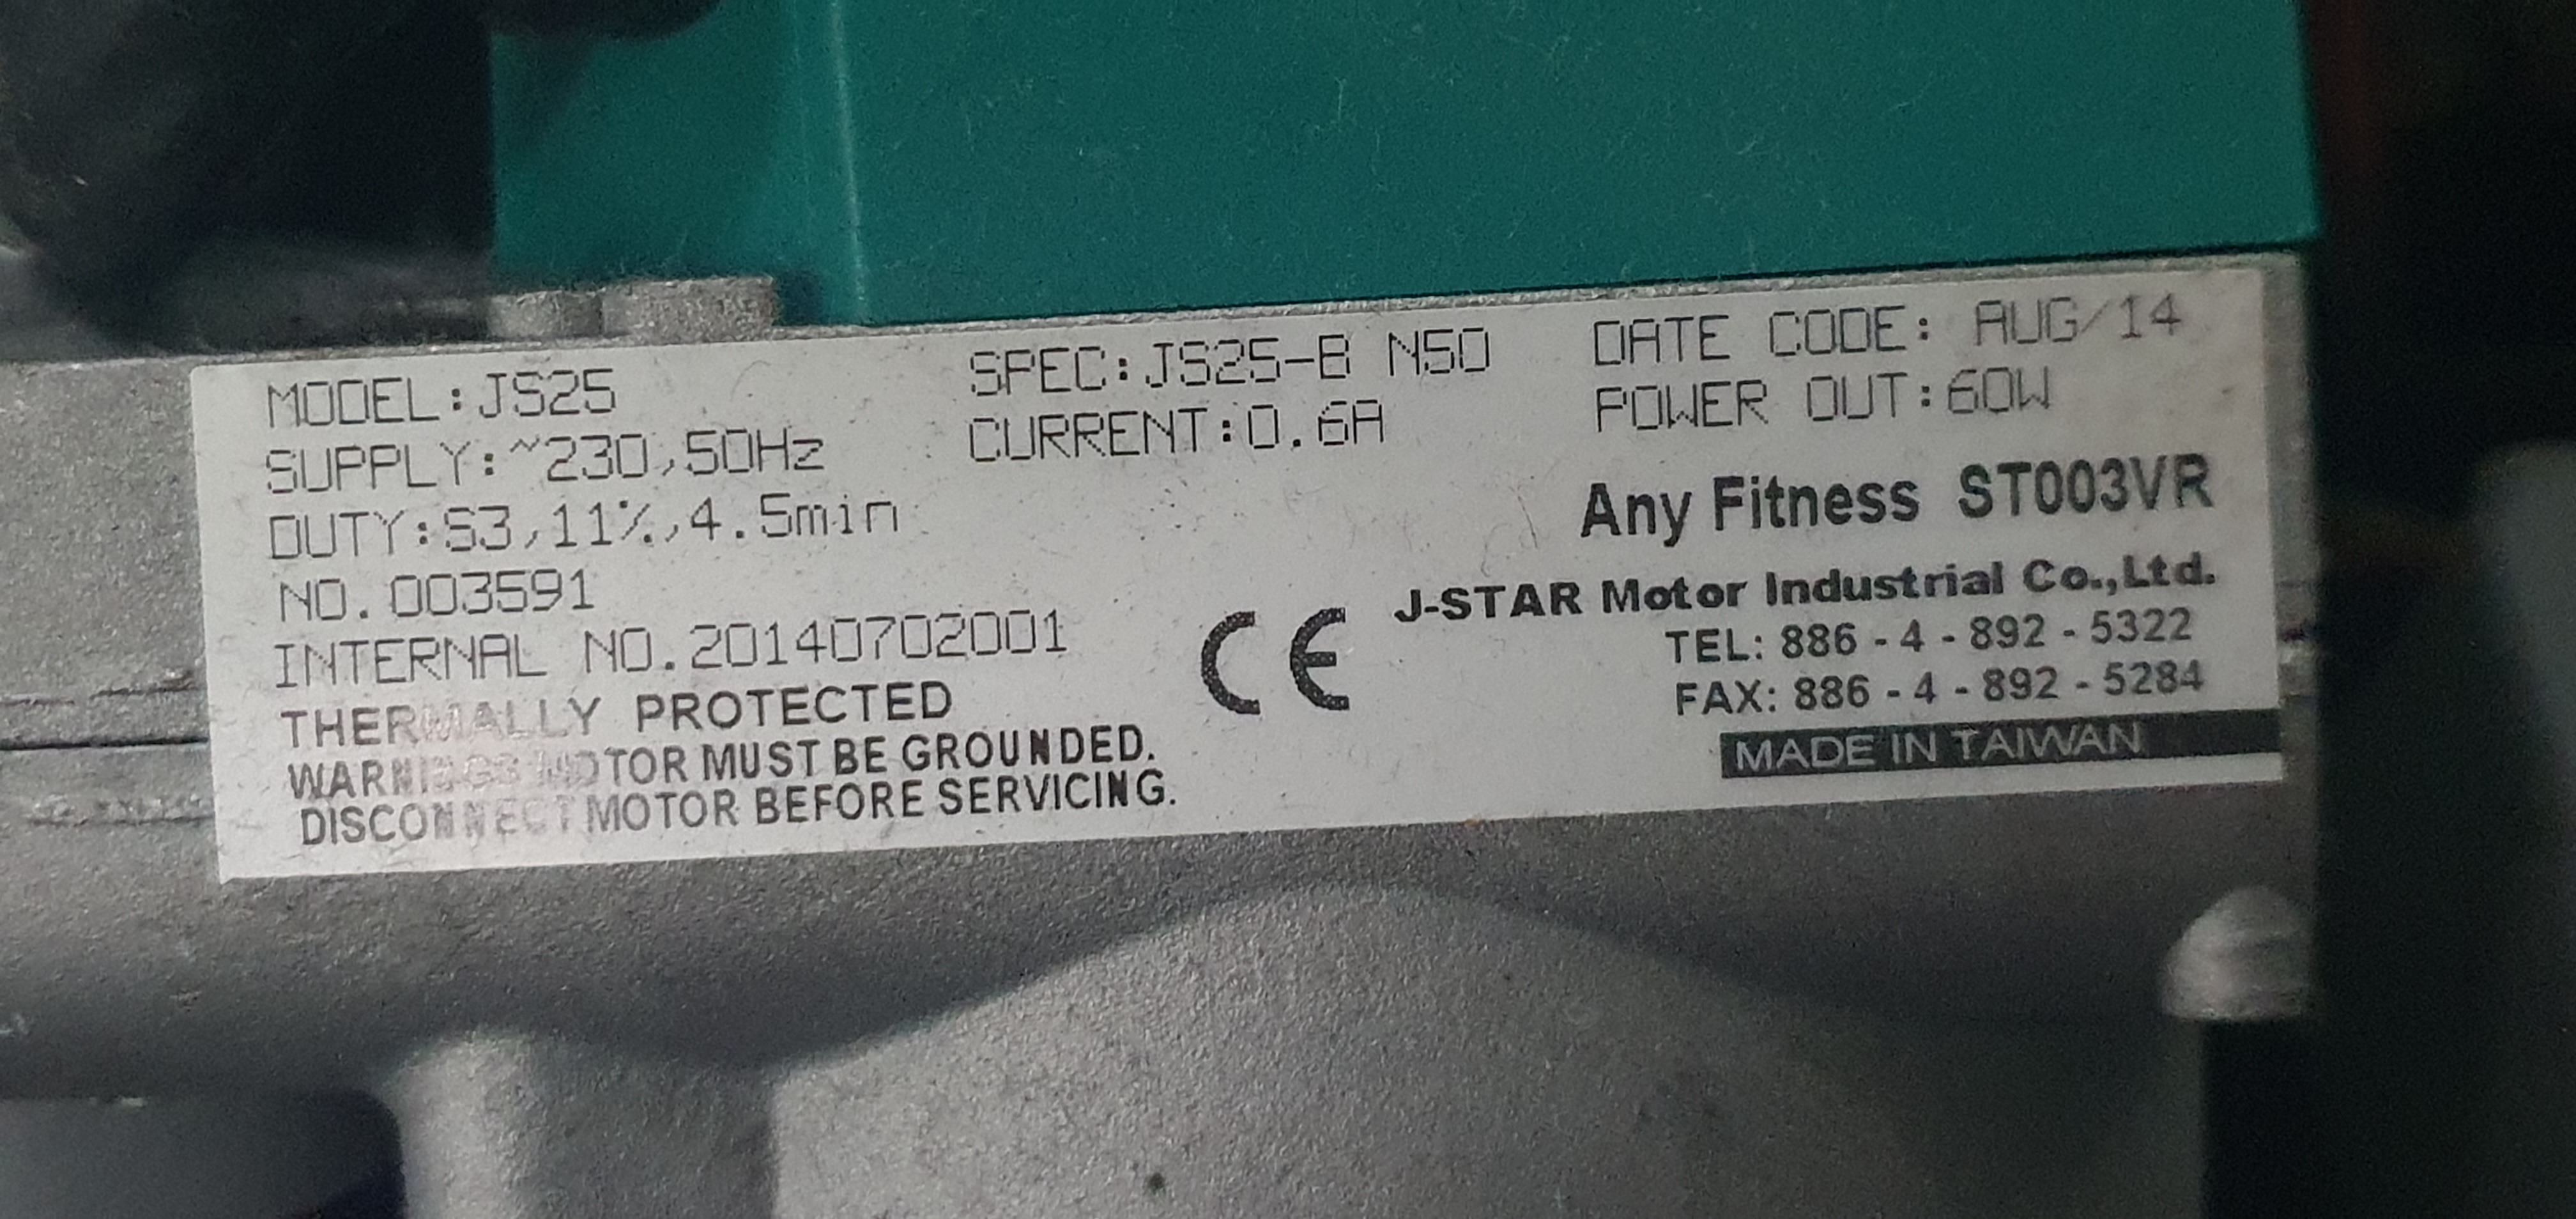 MODEL:JS25 SPEC:JS25-B N50 DATE CODE: AUG/14
SUPPLY:~230,50Hz CURRENT:0.6A POWER OUT:60W
DUTY:S3,11%,4.5min
Any Fitness ST003VR
NO.003591
INTERNAL NO.20140702001
THERMALLY PROTECTED
WARNINGS MOTOR MUST BE GROUNDED.
DISCONNECT MOTOR BEFORE SERVICING.
CE
J-STAR Motor Industrial Co.,Ltd.
TEL: 886 - 4 - 892 - 5322
FAX: 886 - 4 - 892 - 5284
MADE IN TAIWAN